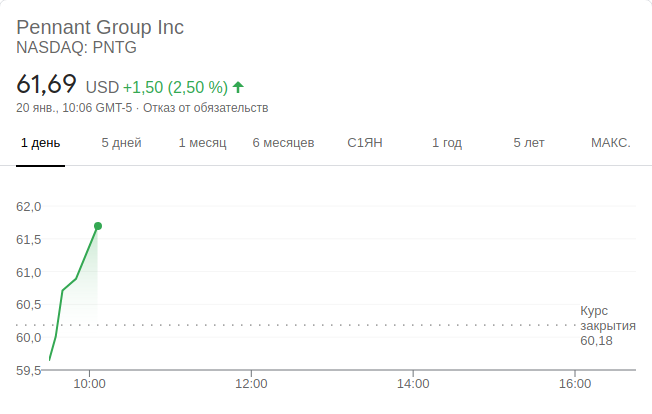 Pennant Group Inc
NASDAQ: PNTG
61,69 USD +1,50 (2,50 %)
20 янв., 10:06 GMT-5 · Отказ от обязательств
1 день 5 дней 1 месяц 6 месяцев С1ЯН 1 год 5 лет МАКС.
62,0
61,5
61,0
60,5
60,0
59,5
Курс
закрытия
60,18
10:00 12:00 14:00 16:00